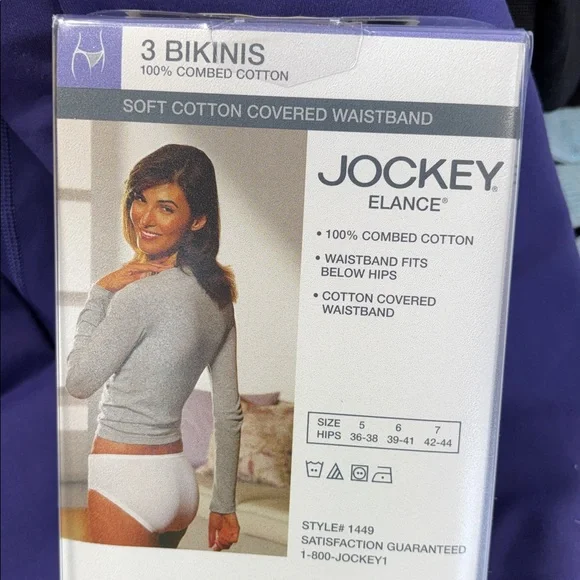 3 BIKINIS
100% COMBED COTTON
SOFT COTTON COVERED WAISTBAND
JOCKEY®
ELANCE®
• 100% COMBED COTTON
• WAISTBAND FITS
BELOW HIPS
• COTTON COVERED
WAISTBAND
SIZE 5 6 7
HIPS 36-38 39-41 42-44
STYLE# 1449
SATISFACTION GUARANTEED
1-800-JOCKEY1